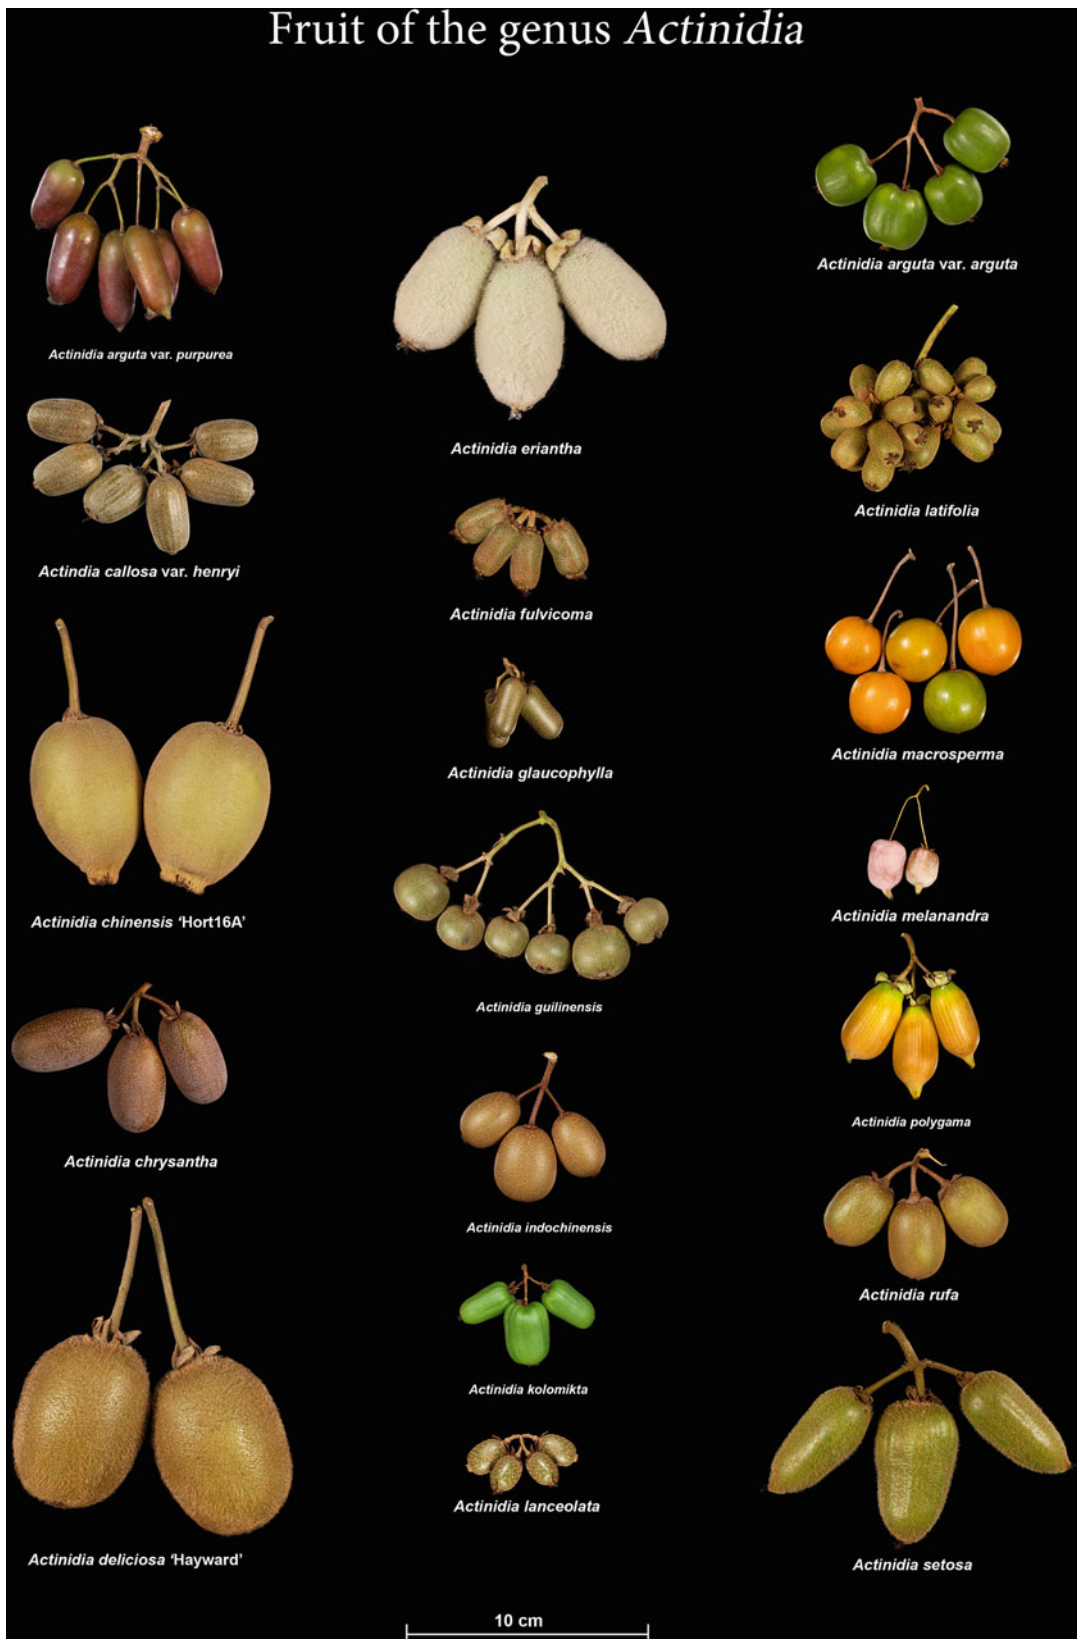 Fruit of the genus Actinidia
Actinidia arguta var. purpurea
Actindia callosa var. henryi
Actinidia chinensis ‘Hort16A’
Actinidia chrysantha
Actinidia deliciosa ‘Hayward’
Actinidia eriantha
Actinidia fulvicoma
Actinidia glaucophylla
Actinidia guilinensis
Actinidia indochinensis
Actinidia kolomikta
Actinidia lanceolata
Actinidia arguta var. arguta
Actinidia latifolia
Actinidia macrosperma
Actinidia melanandra
Actinidia polygama
Actinidia rufa
Actinidia setosa
10 cm